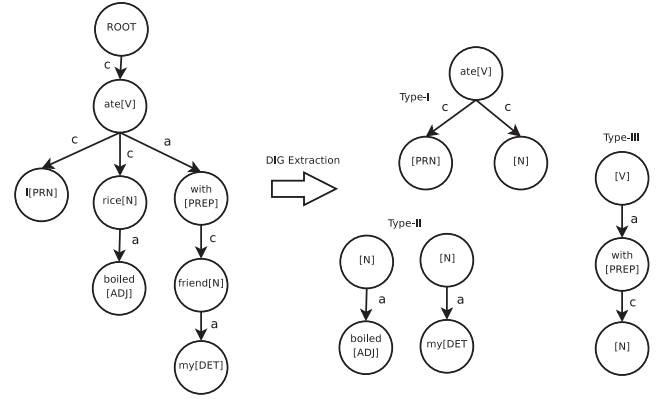 ROOT
c
ate[V]
c
c
a
I[PRN]
rice[N]
with
[PREP]
a
c
boiled
[ADJ]
friend[N]
a
my[DET]
DIG Extraction
Type-I
ate[V]
c
c
[PRN]
[N]
Type-II
[N]
[N]
a
a
boiled
[ADJ]
my[DET
Type-III
[V]
a
with
[PREP]
c
[N]